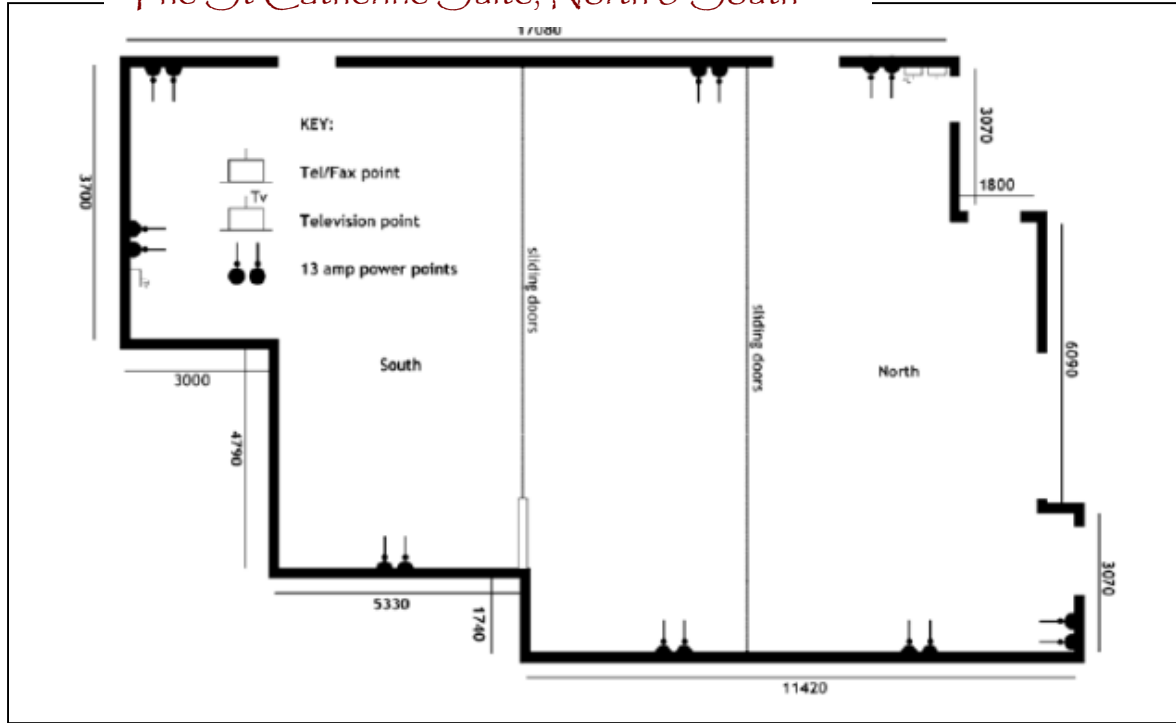 The St Catherine Suite, North & South
17080
KEY:
Tel/Fax point
Tv
Television point
13 amp power points
3700
3070
1800
sliding doors
sliding doors
South
North
6090
3000
4790
5330
1740
3070
11420